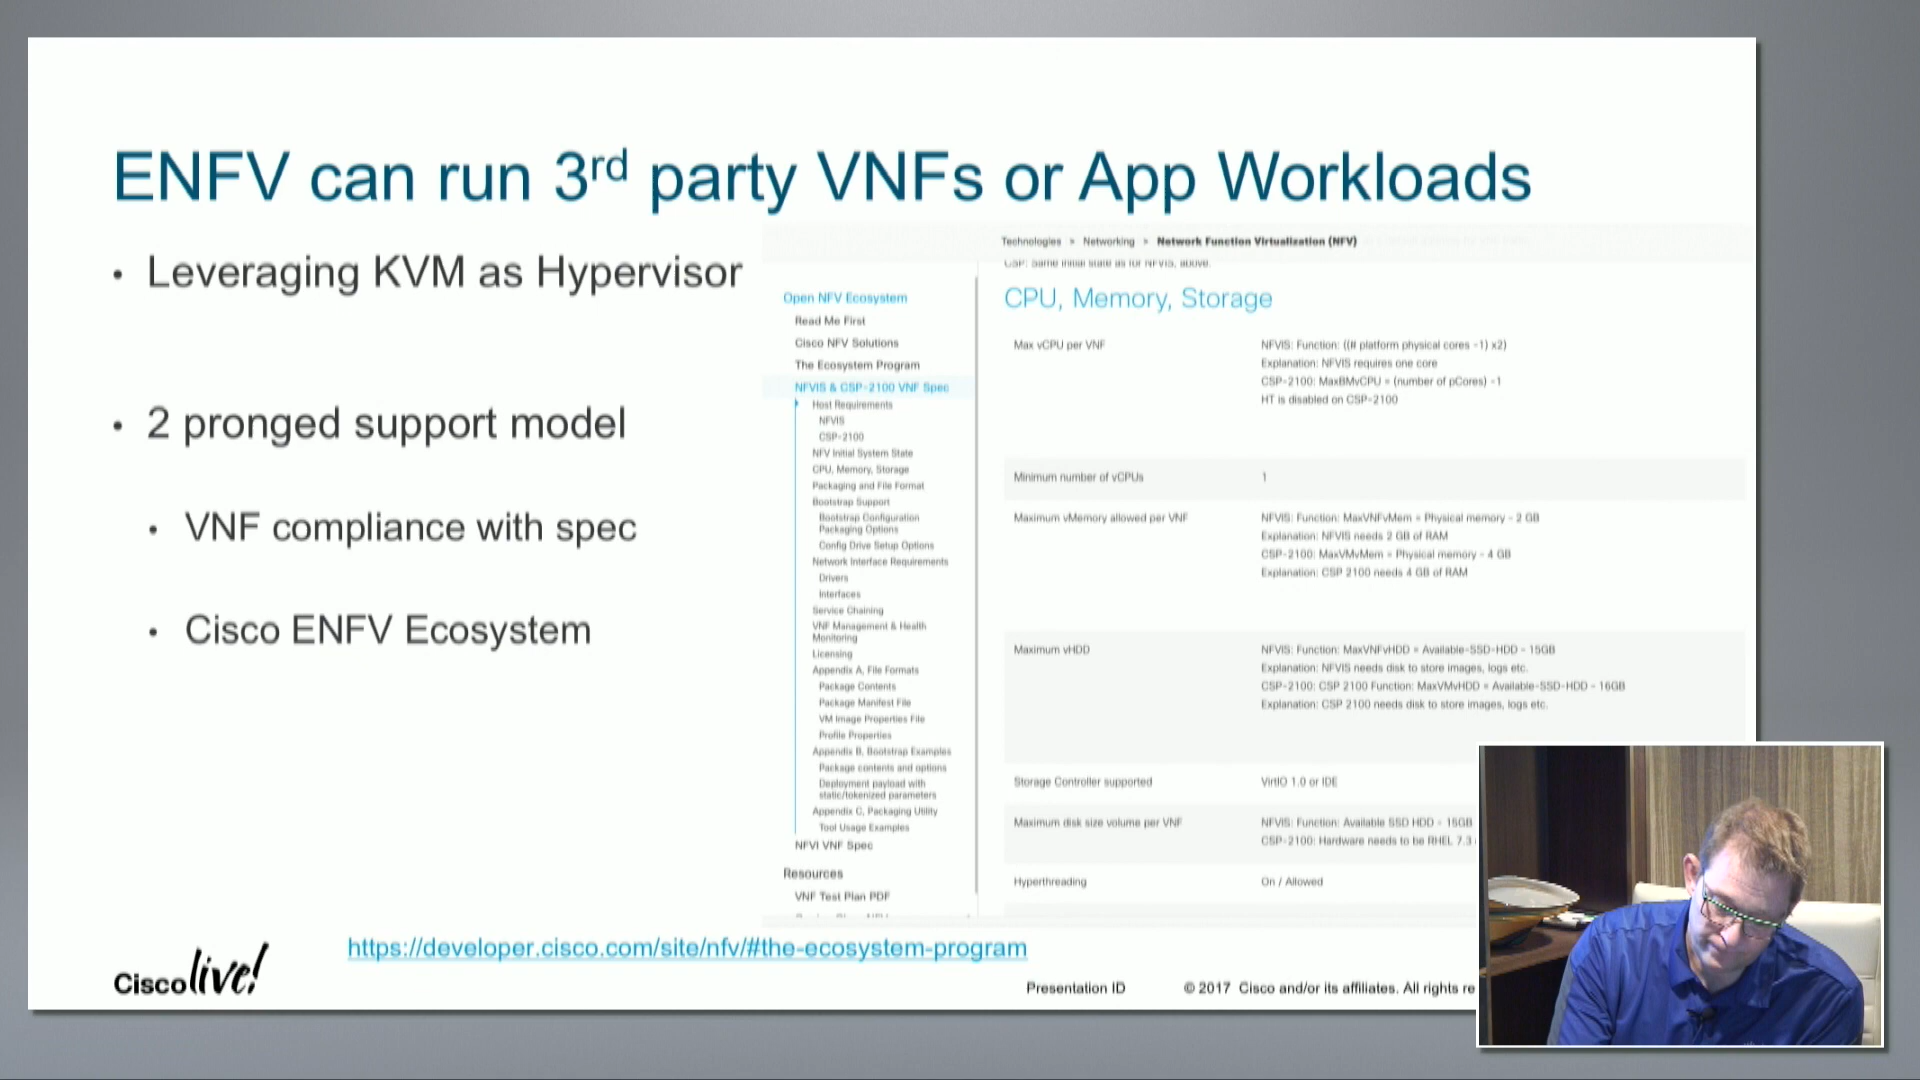 ENFV can run 3rd party VNFs or App Workloads
• Leveraging KVM as Hypervisor
• 2 pronged support model
• VNF compliance with spec
• Cisco ENFV Ecosystem
Technologies > Networking > Network Function Virtualization (NFV)
CSP: Same initial state as for NFVIS, above.
Open NFV Ecosystem
Read Me First
Cisco NFV Solutions
The Ecosystem Program
NFVIS & CSP-2100 VNF Spec
Host Requirements
NFVIS
CSP-2100
NFV Initial System State
CPU, Memory, Storage
Packaging and File Format
Bootstrap Support
Bootstrap Configuration
Packaging Options
Config Drive Setup Options
Network Interface Requirements
Drivers
Interfaces
Service Chaining
VNF Management & Health
Monitoring
Licensing
Appendix A, File Formats
Package Contents
Package Manifest File
VM Image Properties File
Profile Properties
Appendix B, Bootstrap Examples
Package contents and options
Deployment payload with
static/tokenized parameters
Appendix C, Packaging Utility
Tool Usage Examples
NFVI VNF Spec
Resources
VNF Test Plan PDF
CPU, Memory, Storage
Max vCPU per VNF
NFVIS: Function: ((# platform physical cores -1) x2)
Explanation: NFVIS requires one core
CSP-2100: MaxBMvCPU = (number of pCores) -1
HT is disabled on CSP-2100
Minimum number of vCPUs
1
Maximum vMemory allowed per VNF
NFVIS: Function: MaxVNFvMem = Physical memory - 2 GB
Explanation: NFVIS needs 2 GB of RAM
CSP-2100: MaxVMvMem = Physical memory - 4 GB
Explanation: CSP 2100 needs 4 GB of RAM
Maximum vHDD
NFVIS: Function: MaxVNFvHDD = Available-SSD-HDD - 15GB
Explanation: NFVIS needs disk to store images, logs etc.
CSP-2100: CSP 2100 Function: MaxVMvHDD = Available-SSD-HDD - 16GB
Explanation: CSP 2100 needs disk to store images, logs etc.
Storage Controller supported
VirtIO 1.0 or IDE
Maximum disk size volume per VNF
NFVIS: Function: Available SSD HDD - 15GB
CSP-2100: Hardware needs to be RHEL 7.3
Hyperthreading
On / Allowed
https://developer.cisco.com/site/nfv/#the-ecosystem-program
Cisco live!
Presentation ID
© 2017 Cisco and/or its affiliates. All rights re